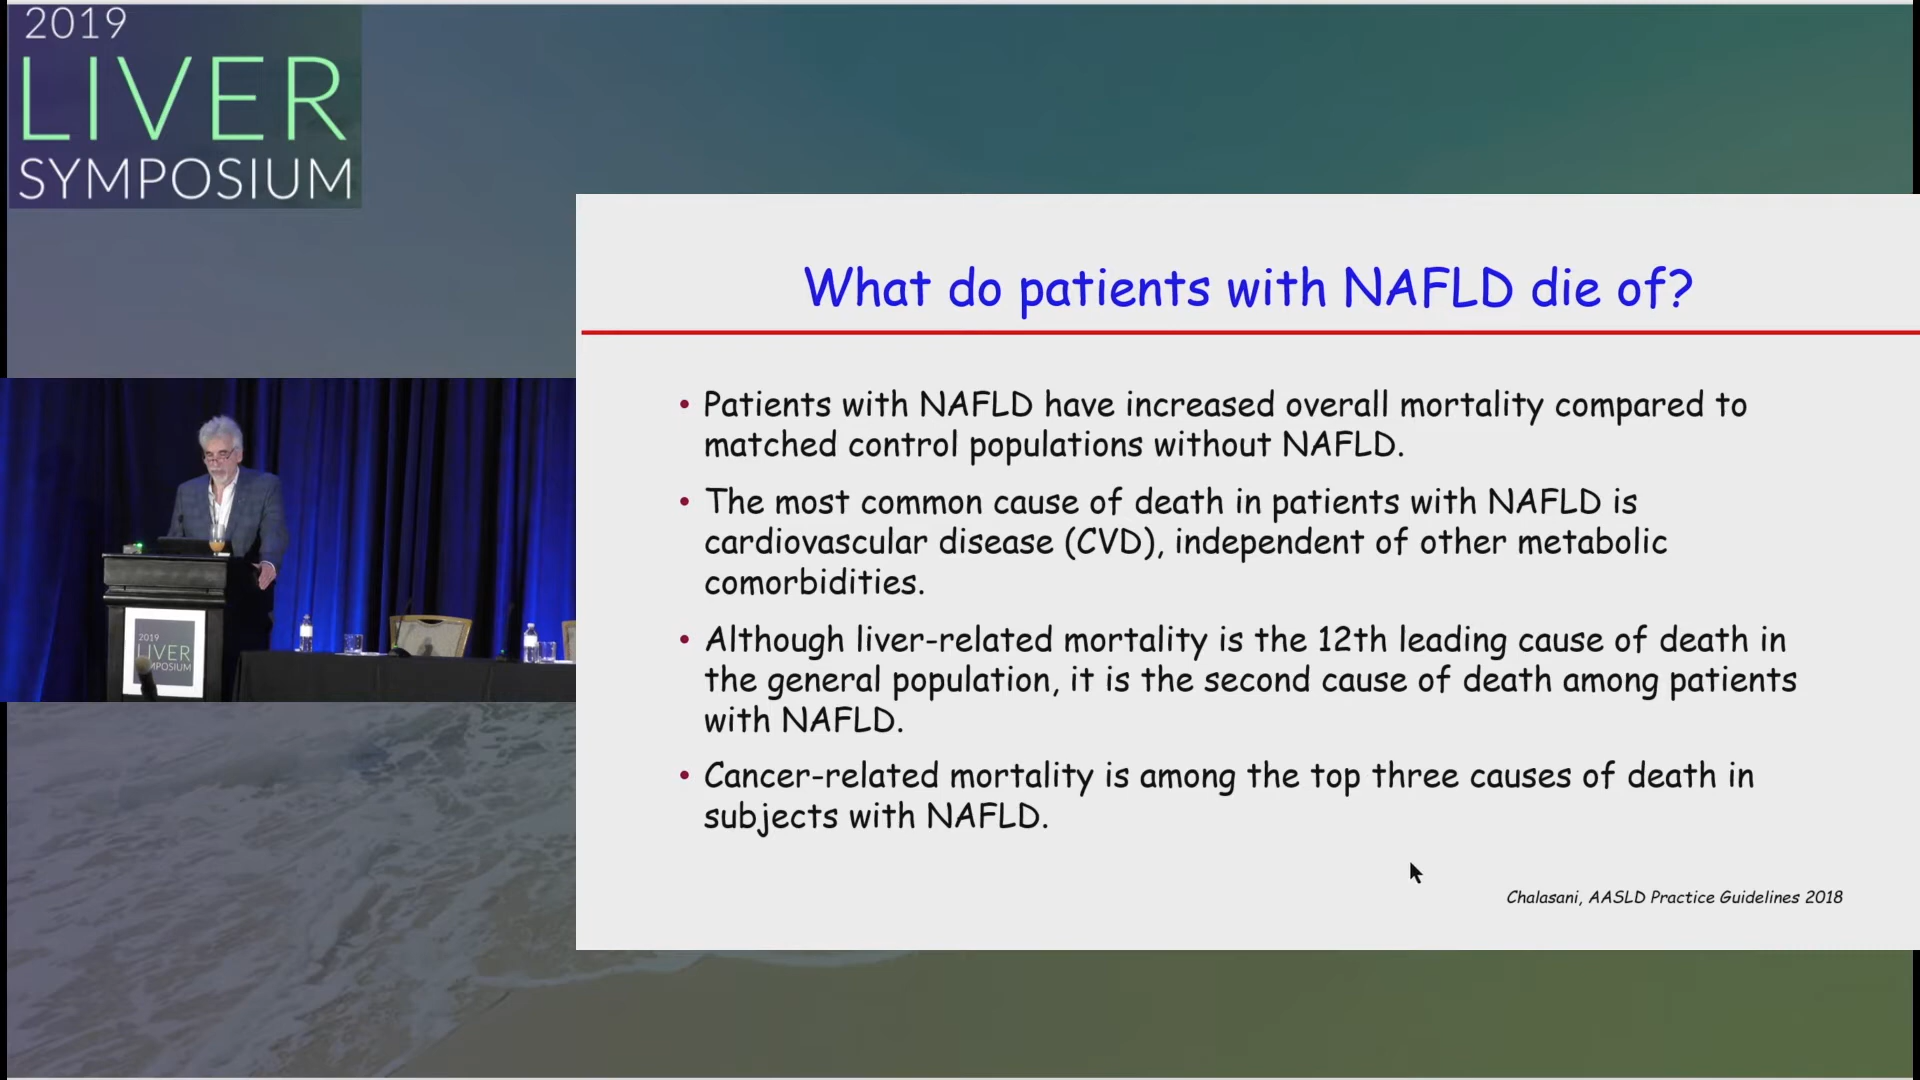 2019
LIVER
SYMPOSIUM
What do patients with NAFLD die of?
• Patients with NAFLD have increased overall mortality compared to
matched control populations without NAFLD.
• The most common cause of death in patients with NAFLD is
cardiovascular disease (CVD), independent of other metabolic
comorbidities.
• Although liver-related mortality is the 12th leading cause of death in
the general population, it is the second cause of death among patients
with NAFLD.
• Cancer-related mortality is among the top three causes of death in
subjects with NAFLD.
Chalasani, AASLD Practice Guidelines 2018
2019
LIVER